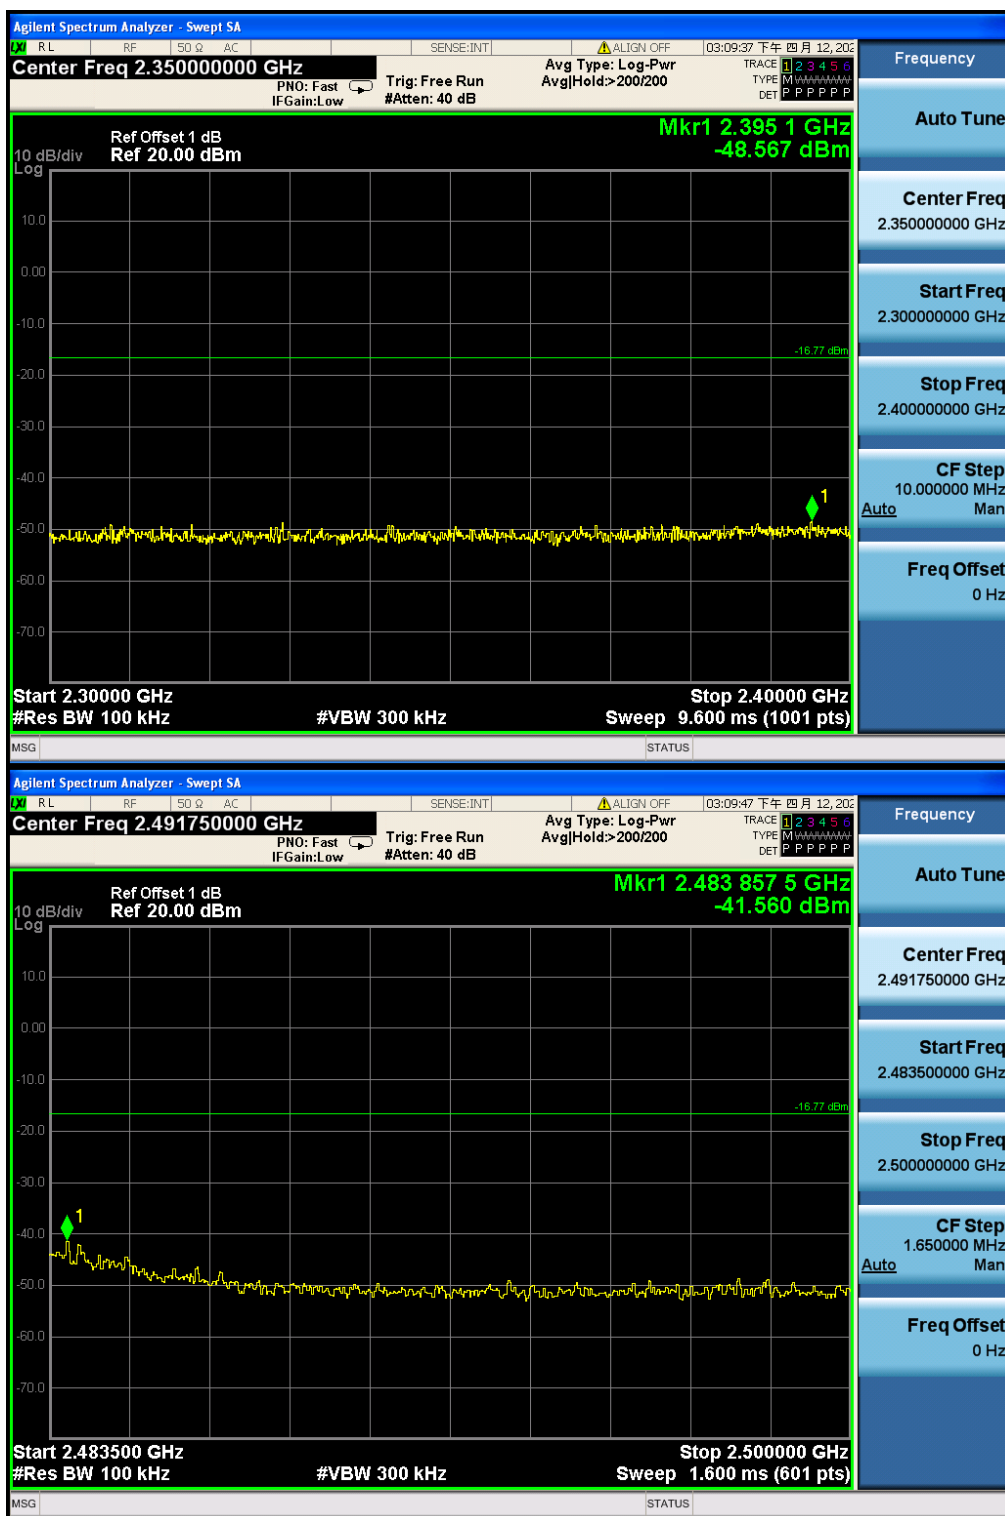 Agilent Spectrum Analyzer - Swept SA
LXI RL RF 50 Ω AC SENSE:INT ALIGN OFF 03:09:37 下午 四月 12, 202
Center Freq 2.350000000 GHz
PNO: Fast
IFGain:Low
Trig: Free Run
#Atten: 40 dB
Avg Type: Log-Pwr
Avg|Hold:>200/200
TRACE 1 2 3 4 5 6
TYPE M
DET P P P P P P
Ref Offset 1 dB
10 dB/div Ref 20.00 dBm
Log
Mkr1 2.395 1 GHz
-48.567 dBm
10.0
0.00
-10.0
-16.77 dBm
-20.0
-30.0
-40.0
1
-50.0
-60.0
-70.0
Start 2.30000 GHz Stop 2.40000 GHz
#Res BW 100 kHz #VBW 300 kHz Sweep 9.600 ms (1001 pts)
MSG STATUS
Frequency
Auto Tune
Center Freq
2.350000000 GHz
Start Freq
2.300000000 GHz
Stop Freq
2.400000000 GHz
CF Step
10.000000 MHz
Auto Man
Freq Offset
0 Hz
Agilent Spectrum Analyzer - Swept SA
LXI RL RF 50 Ω AC SENSE:INT ALIGN OFF 03:09:47 下午 四月 12, 202
Center Freq 2.491750000 GHz
PNO: Fast
IFGain:Low
Trig: Free Run
#Atten: 40 dB
Avg Type: Log-Pwr
Avg|Hold:>200/200
TRACE 1 2 3 4 5 6
TYPE M
DET P P P P P P
Ref Offset 1 dB
10 dB/div Ref 20.00 dBm
Log
Mkr1 2.483 857 5 GHz
-41.560 dBm
10.0
0.00
-10.0
-16.77 dBm
-20.0
-30.0
1
-40.0
-50.0
-60.0
-70.0
Start 2.483500 GHz Stop 2.500000 GHz
#Res BW 100 kHz #VBW 300 kHz Sweep 1.600 ms (601 pts)
MSG STATUS
Frequency
Auto Tune
Center Freq
2.491750000 GHz
Start Freq
2.483500000 GHz
Stop Freq
2.500000000 GHz
CF Step
1.650000 MHz
Auto Man
Freq Offset
0 Hz